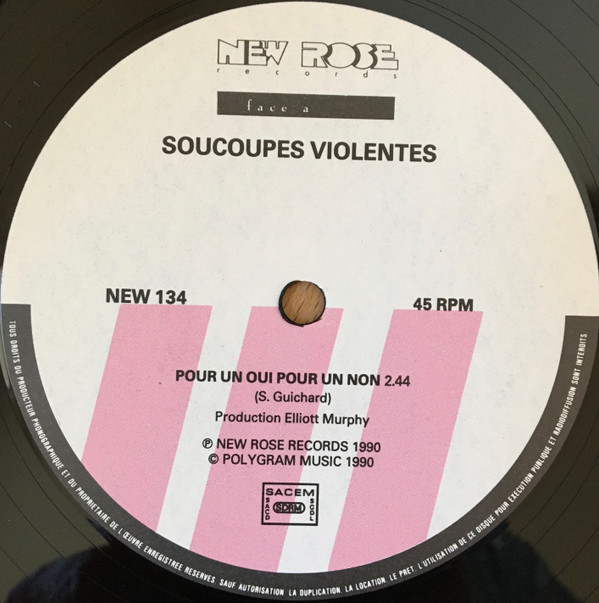 NEW ROSE
records
face a
SOUCOUPES VIOLENTES
NEW 134
45 RPM
POUR UN OUI POUR UN NON 2.44
(S. Guichard)
Production Elliott Murphy
℗ NEW ROSE RECORDS 1990
© POLYGRAM MUSIC 1990
SACEM
SACD SDRM SGDL
TOUS DROITS DU PRODUCTEUR PHONOGRAPHIQUE ET DU PROPRIETAIRE DE L'ŒUVRE ENREGISTREE RESERVES. SAUF AUTORISATION LA DUPLICATION, LA LOCATION, LE PRET, L'UTILISATION DE CE DISQUE POUR EXECUTION PUBLIQUE ET RADIODIFFUSION SONT INTERDITS